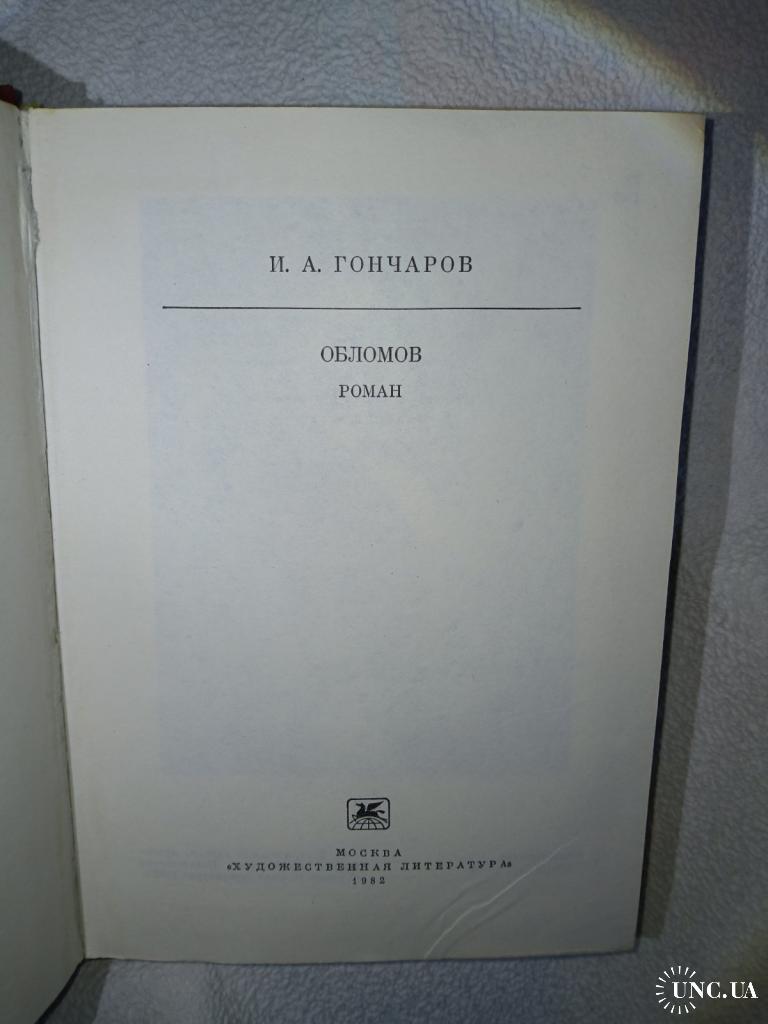 И. А. ГОНЧАРОВ
ОБЛОМОВ
РОМАН
МОСКВА
«ХУДОЖЕСТВЕННАЯ ЛИТЕРАТУРА»
1982
UNC.UA